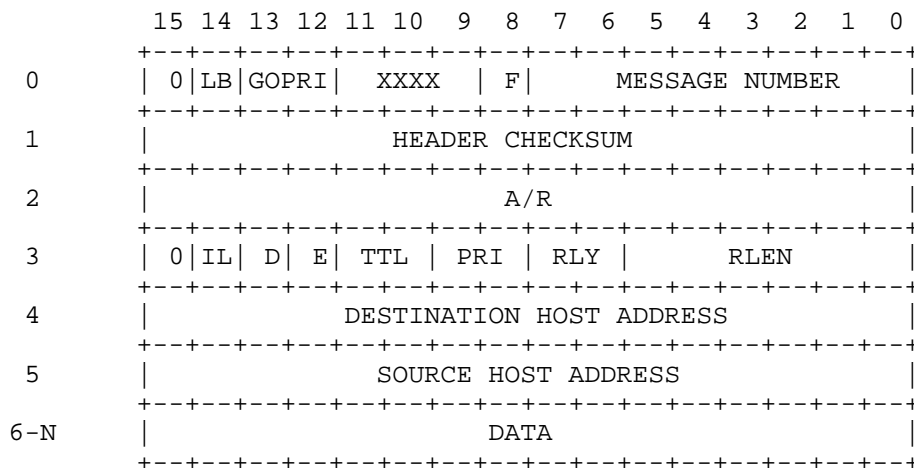 15 14 13 12 11 10 9 8 7 6 5 4 3 2 1 0
+--+--+--+--+--+--+--+--+--+--+--+--+--+--+--+--+
0 | 0|LB|GOPRI| XXXX | F| MESSAGE NUMBER |
+--+--+--+--+--+--+--+--+--+--+--+--+--+--+--+--+
1 | HEADER CHECKSUM |
+--+--+--+--+--+--+--+--+--+--+--+--+--+--+--+--+
2 | A/R |
+--+--+--+--+--+--+--+--+--+--+--+--+--+--+--+--+
3 | 0|IL| D| E| TTL | PRI | RLY | RLEN |
+--+--+--+--+--+--+--+--+--+--+--+--+--+--+--+--+
4 | DESTINATION HOST ADDRESS |
+--+--+--+--+--+--+--+--+--+--+--+--+--+--+--+--+
5 | SOURCE HOST ADDRESS |
+--+--+--+--+--+--+--+--+--+--+--+--+--+--+--+--+
6-N | DATA |
+--+--+--+--+--+--+--+--+--+--+--+--+--+--+--+--+